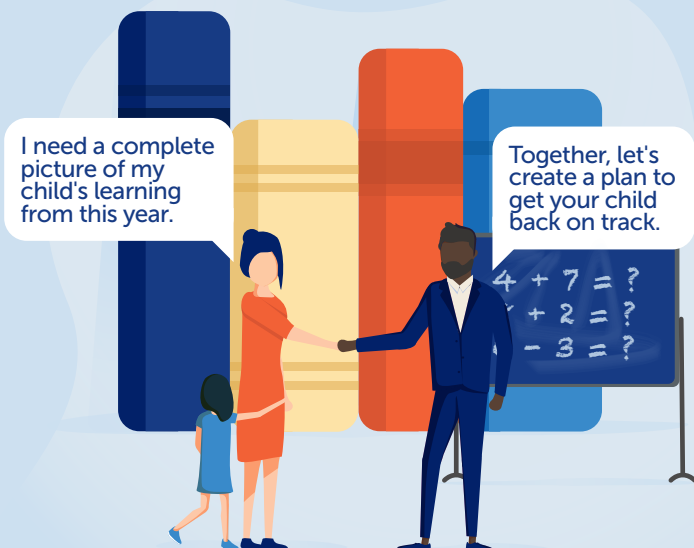 I need a complete
picture of my
child's learning
from this year.
Together, let's
create a plan to
get your child
back on track.
4 + 7 = ?
+ 2 = ?
- 3 = ?